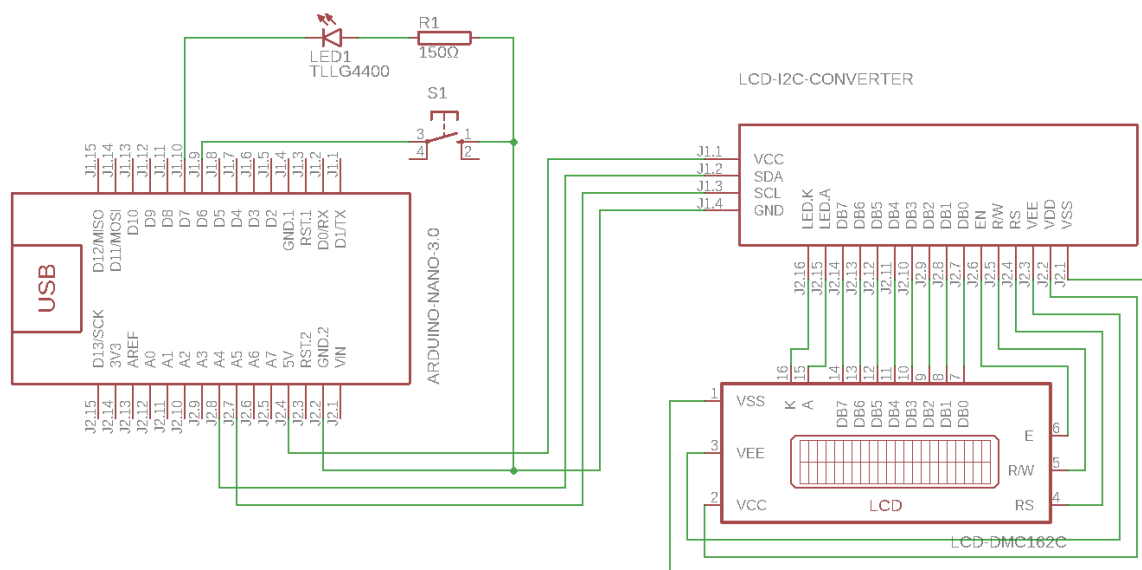 R1
150Ω
LED1
TLLG4400
S1
3
1
4
2
LCD-I2C-CONVERTER
J1.15
J1.14
J1.13
J1.12
J1.11
J1.10
J1.9
J1.8
J1.7
J1.6
J1.5
J1.4
J1.3
J1.2
J1.1
D12/MISO
D11/MOSI
D10
D9
D8
D7
D6
D5
D4
D3
D2
GND.1
RST.1
D0/RX
D1/TX
USB
ARDUINO-NANO-3.0
D13/SCK
3V3
AREF
A0
A1
A2
A3
A4
A5
A6
A7
5V
RST.2
GND.2
VIN
J2.15
J2.14
J2.13
J2.12
J2.11
J2.10
J2.9
J2.8
J2.7
J2.6
J2.5
J2.4
J2.3
J2.2
J2.1
J1.1 VCC
J1.2 SDA
J1.3 SCL
J1.4 GND
LED.K
LED.A
DB7
DB6
DB5
DB4
DB3
DB2
DB1
DB0
EN
R/W
RS
VEE
VDD
VSS
J2.16
J2.15
J2.14
J2.13
J2.12
J2.11
J2.10
J2.9
J2.8
J2.7
J2.6
J2.5
J2.4
J2.3
J2.2
J2.1
16
15
14
13
12
11
10
9
8
7
K
A
DB7
DB6
DB5
DB4
DB3
DB2
DB1
DB0
1 VSS
3 VEE
2 VCC
E 6
R/W 5
RS 4
LCD
LCD-DMC162C